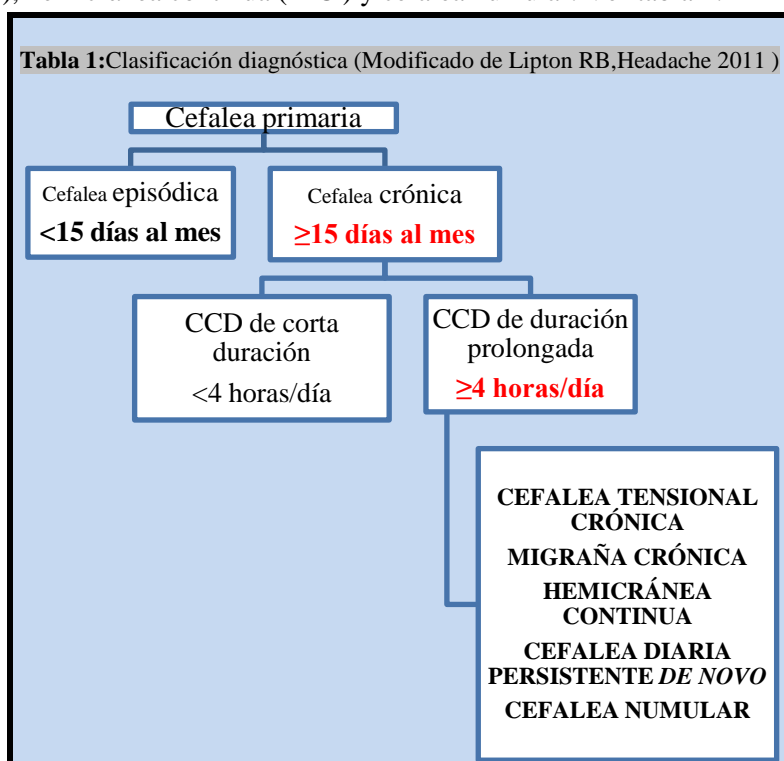 Tabla 1:Clasificación diagnóstica (Modificado de Lipton RB,Headache 2011 )
Cefalea primaria
Cefalea episódica
<15 días al mes
Cefalea crónica
≥15 días al mes
CCD de corta
duración
<4 horas/día
CCD de duración
prolongada
≥4 horas/día
CEFALEA TENSIONAL
CRÓNICA
MIGRAÑA CRÓNICA
HEMICRÁNEA
CONTINUA
CEFALEA DIARIA
PERSISTENTE DE NOVO
CEFALEA NUMULAR